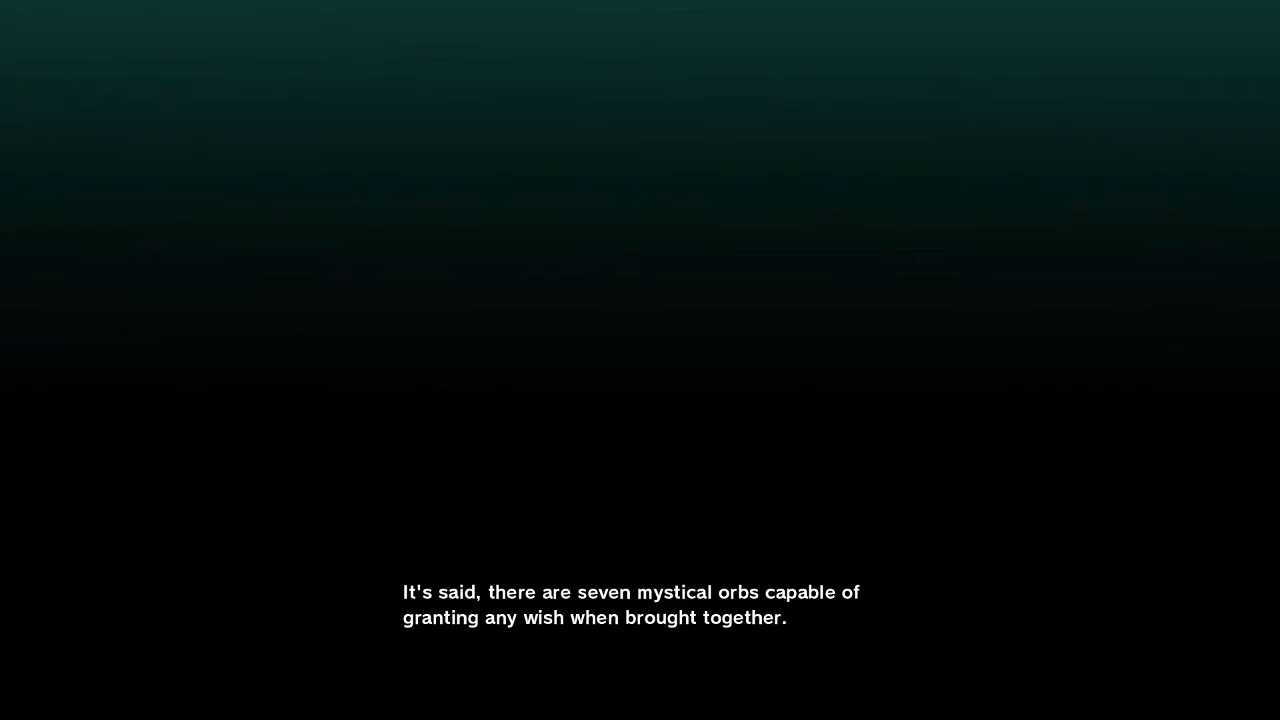 It's said, there are seven mystical orbs capable of
granting any wish when brought together.